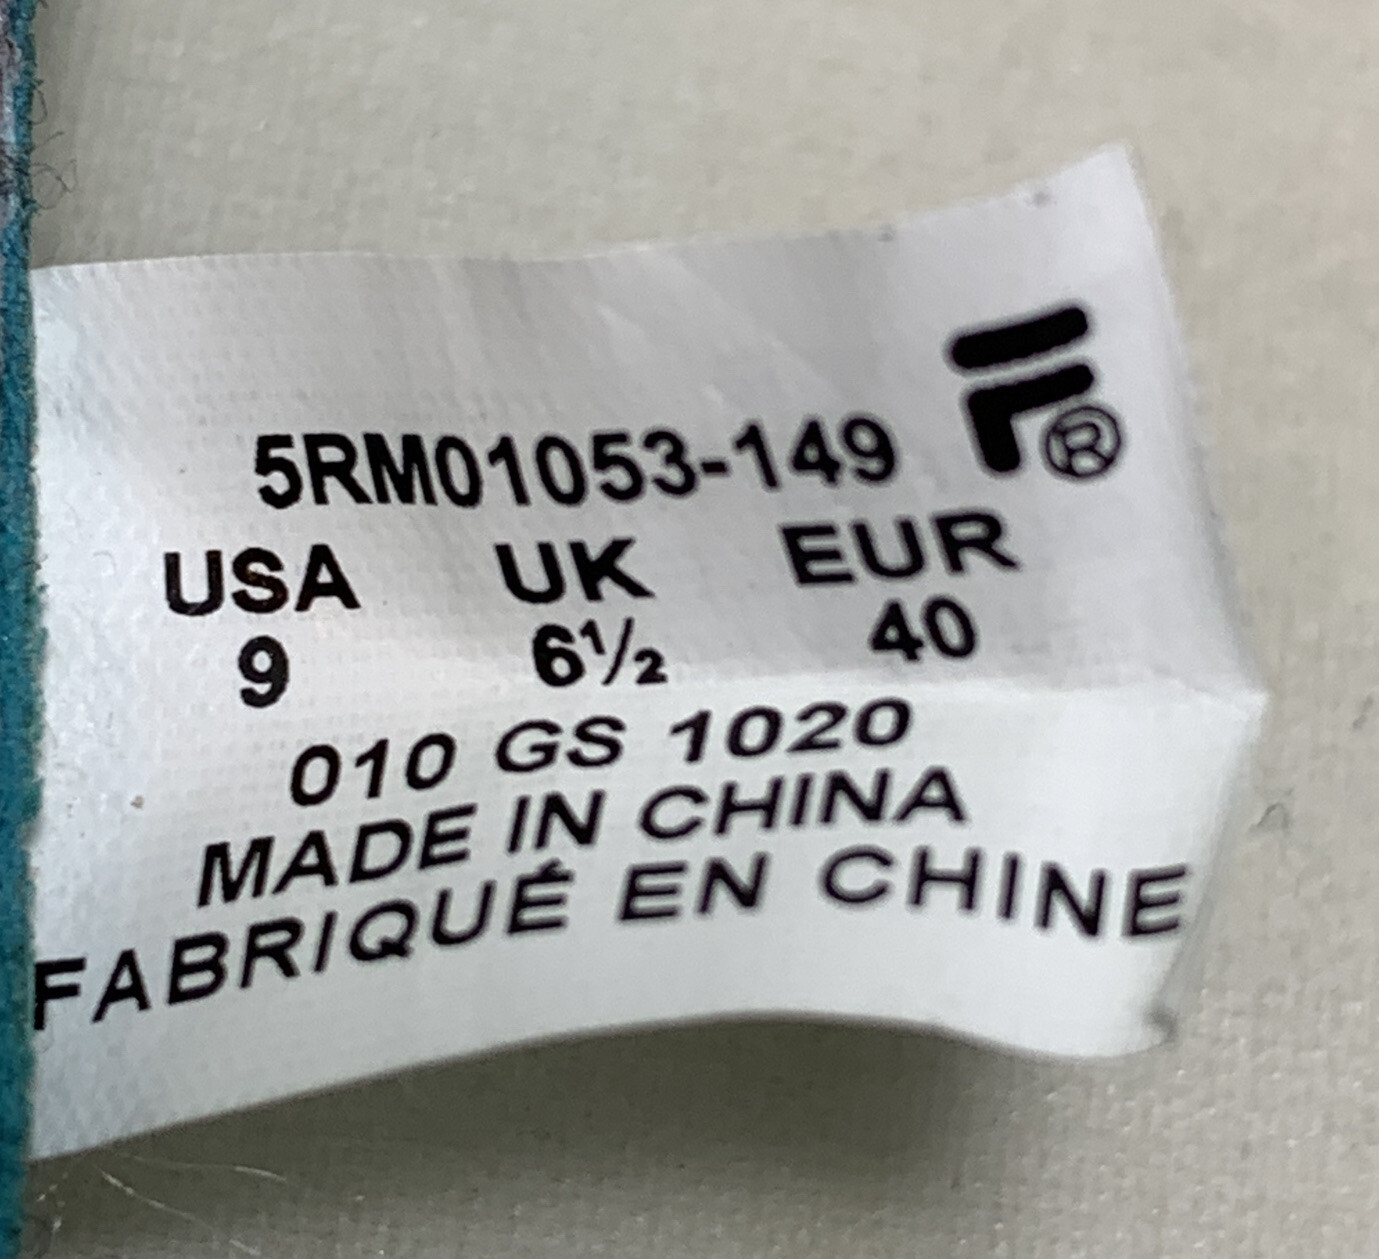 F®
5RM01053-149
USA UK EUR
9 6½ 40
010 GS 1020
MADE IN CHINA
FABRIQUÉ EN CHINE